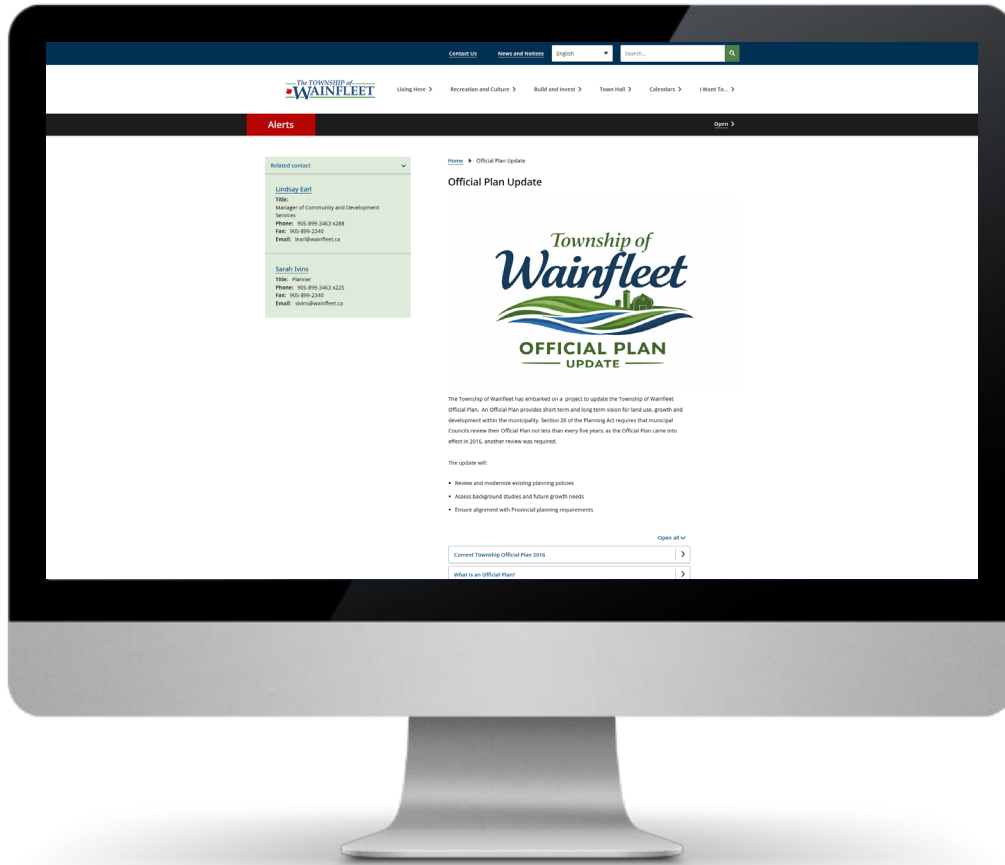 Contact Us News and Notices English Search...
The TOWNSHIP of
WAINFLEET
Living Here Recreation and Culture Build and Invest Town Hall Calendars I Want To...
Alerts
Open
Related contact
Lindsay Earl
Title:
Manager of Community and Development
Services
Phone: 905-899-3463 x288
Fax: 905-899-2340
Email: learl@wainfleet.ca
Sarah Ivins
Title: Planner
Phone: 905-899-3463 x225
Fax: 905-899-2340
Email: sivins@wainfleet.ca
Home Official Plan Update
Official Plan Update
Township of
Wainfleet
OFFICIAL PLAN
UPDATE
The Township of Wainfleet has embarked on a project to update the Township of Wainfleet
Official Plan. An Official Plan provides short term and long term vision for land use, growth and
development within the municipality. Section 26 of the Planning Act requires that municipal
Councils review their Official Plan not less than every five years; as the Official Plan came into
effect in 2016, another review was required.
The update will:
• Review and modernize existing planning policies
• Assess background studies and future growth needs
• Ensure alignment with Provincial planning requirements
Open all
Current Township Official Plan 2016
What is an Official Plan?